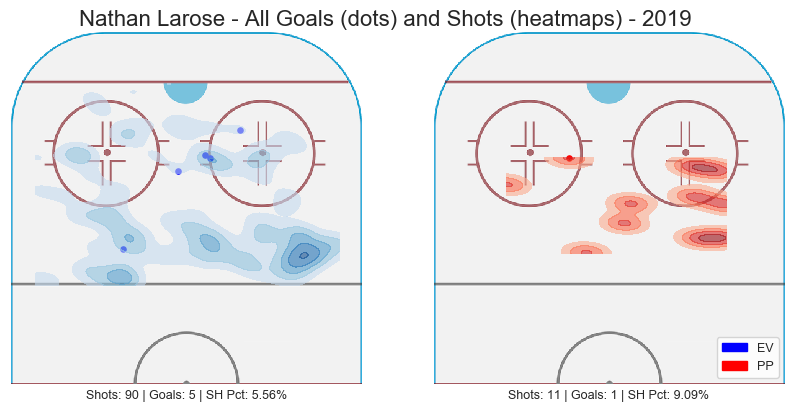 Nathan Larose - All Goals (dots) and Shots (heatmaps) - 2019
EV
PP
Shots: 90 | Goals: 5 | SH Pct: 5.56%
Shots: 11 | Goals: 1 | SH Pct: 9.09%